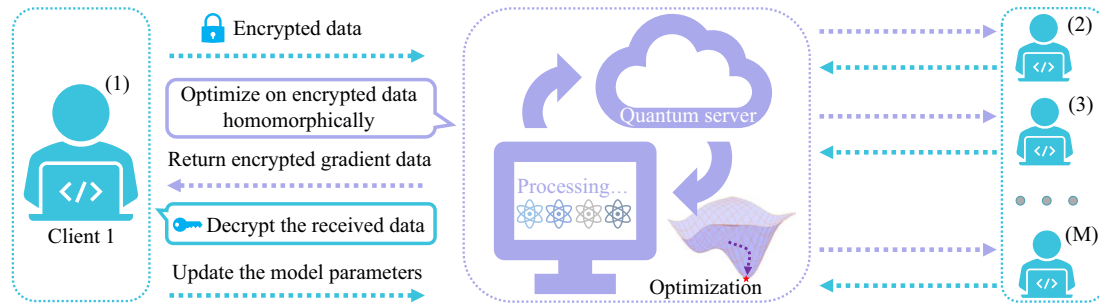 (1)
</>
Client 1
Encrypted data
Optimize on encrypted data
homomorphically
Return encrypted gradient data
Decrypt the received data
Update the model parameters
Quantum server
Processing...
Optimization
(2)
</>
(3)
</>
(M)
</>